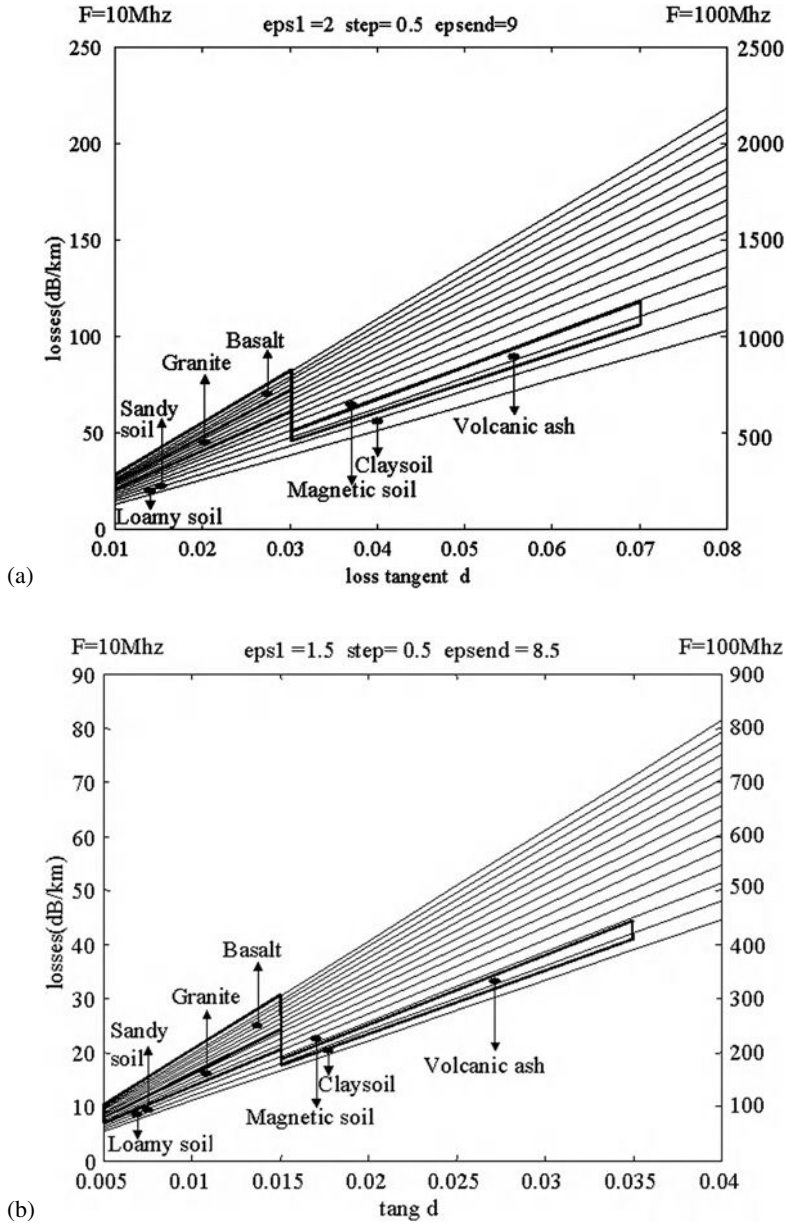 F=10Mhz
eps1 =2 step= 0.5 epsend=9
F=100Mhz
250
2500
200
2000
150
1500
100
1000
50
500
0
losses(dB/km)
Basalt
Granite
Sandy
soil
Loamy soil
Volcanic ash
Claysoil
Magnetic soil
0.01 0.02 0.03 0.04 0.05 0.06 0.07 0.08
(a)
loss tangent d
F=10Mhz
eps1 =1.5 step= 0.5 epsend = 8.5
F=100Mhz
90
900
80
800
70
700
60
600
50
500
40
400
30
300
20
200
10
100
0
losses(dB/km)
Basalt
Granite
Sandy
soil
Loamy soil
Volcanic ash
Claysoil
Magnetic soil
0.005 0.01 0.015 0.02 0.025 0.03 0.035 0.04
(b)
tang d